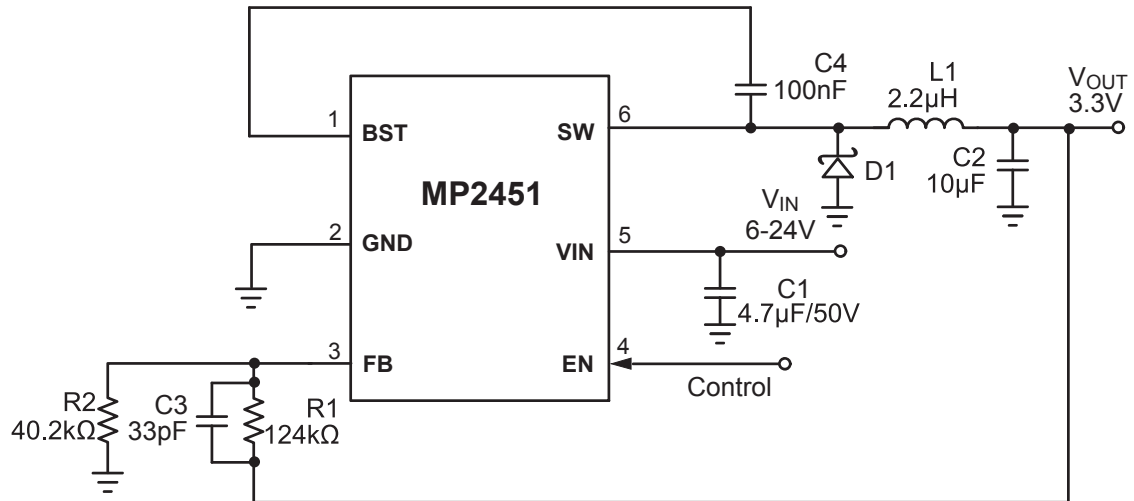 C4
100nF
L1
2.2µH
VOUT
3.3V
1
BST
SW
6
C2
10µF
D1
MP2451
VIN
6-24V
2
GND
VIN
5
C1
4.7µF/50V
3
FB
EN
4
Control
R2
40.2kΩ
C3
33pF
R1
124kΩ